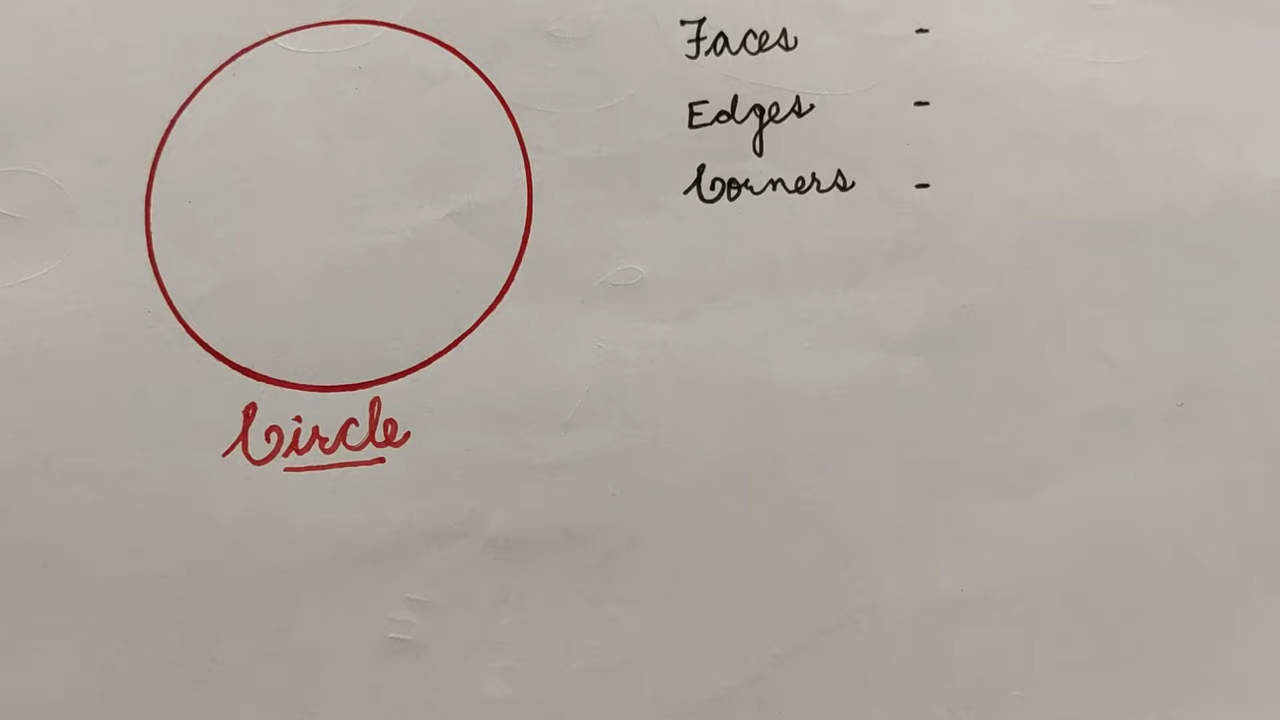 Faces -
Edges -
Corners -
Circle